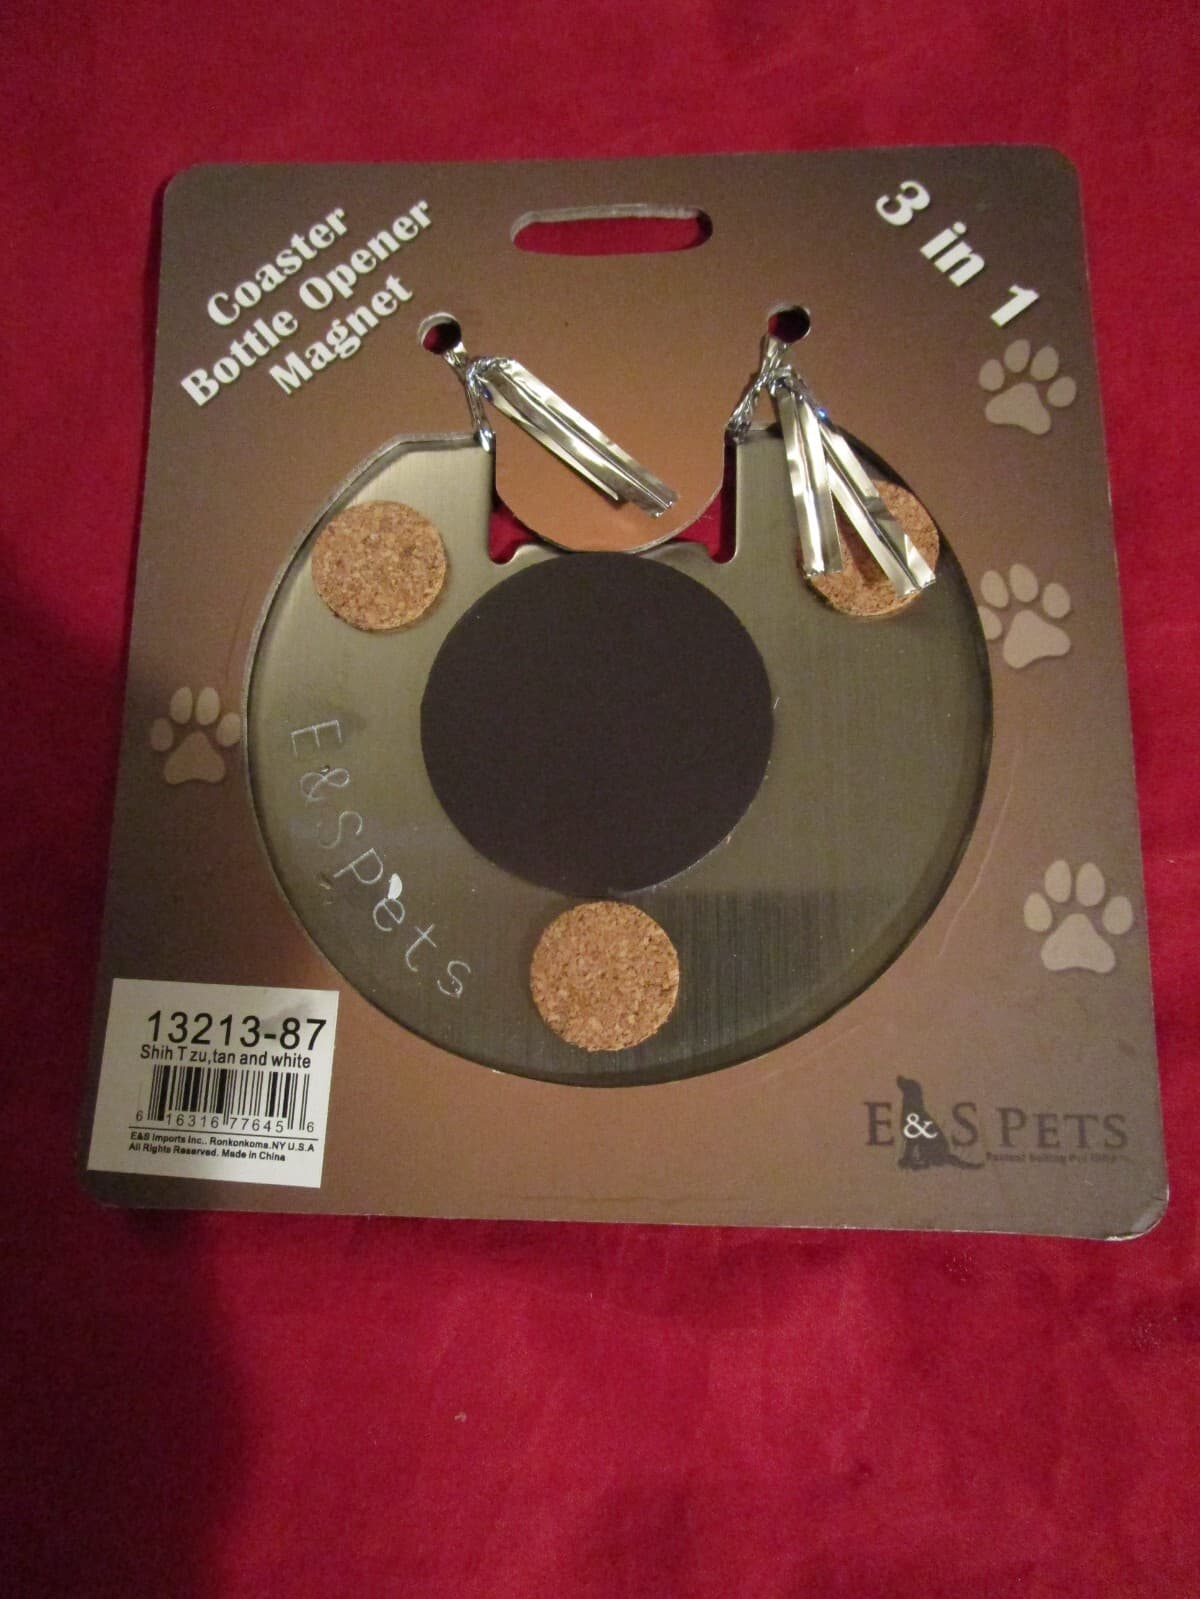 Coaster
Bottle Opener
Magnet
3 in 1
E&SPets
13213-87
Shih Tzu, tan and white
6 16316 77645 6
E&S Imports Inc.. Ronkonkoma.NY U.S.A
All Rights Reserved. Made in China
E&S PETS